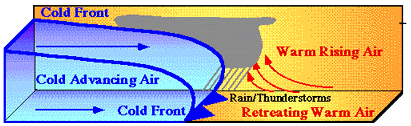 Cold Front
Warm Rising Air
Cold Advancing Air
Rain/Thunderstorms
Cold Front
Retreating Warm Air